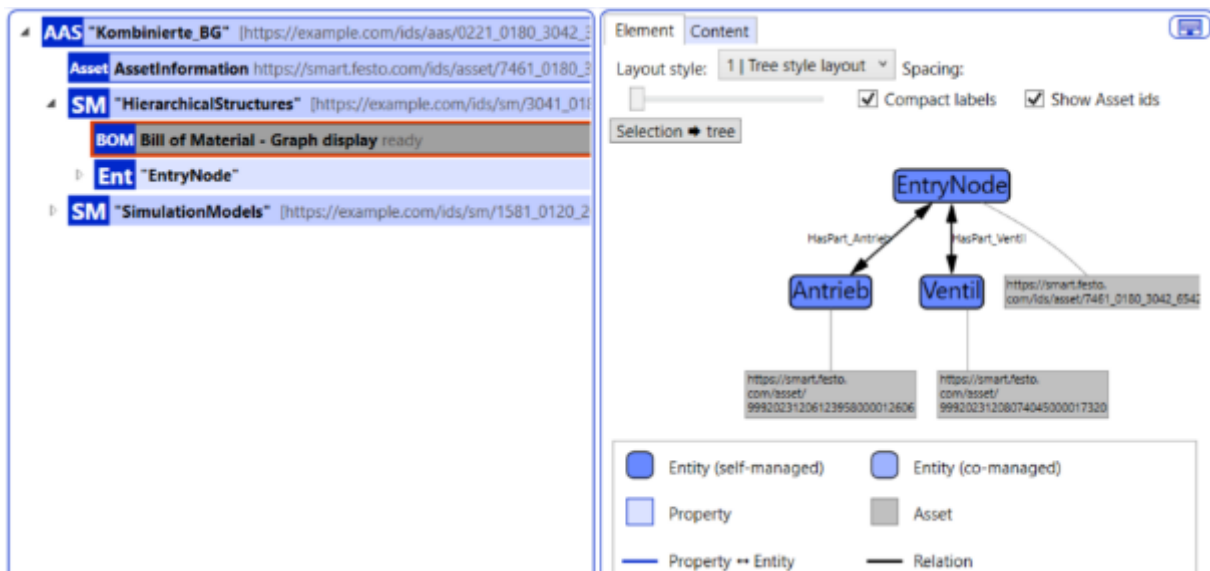 AAS "Kombinierte_BG" [https://example.com/ids/aas/0221_0180_3042_
Asset AssetInformation https://smart.festo.com/ids/asset/7461_0180_
SM "HierarchicalStructures" [https://example.com/ids/sm/3041_
BOM Bill of Material - Graph display ready
Ent "EntryNode"
SM "SimulationModels" [https://example.com/ids/sm/1581_0120_2
Element Content
Layout style: 1 | Tree style layout Spacing:
Compact labels Show Asset ids
Selection ➡ tree
EntryNode
HasPart_Antrieb HasPart_Ventil
Antrieb Ventil
https://smart.festo.
com/ids/asset/7461_0180_3042_6542
https://smart.festo.
com/asset/
99920231206123958000012606
https://smart.festo.
com/asset/
99920231208074045000017320
Entity (self-managed) Entity (co-managed)
Property Asset
Property ↔ Entity Relation